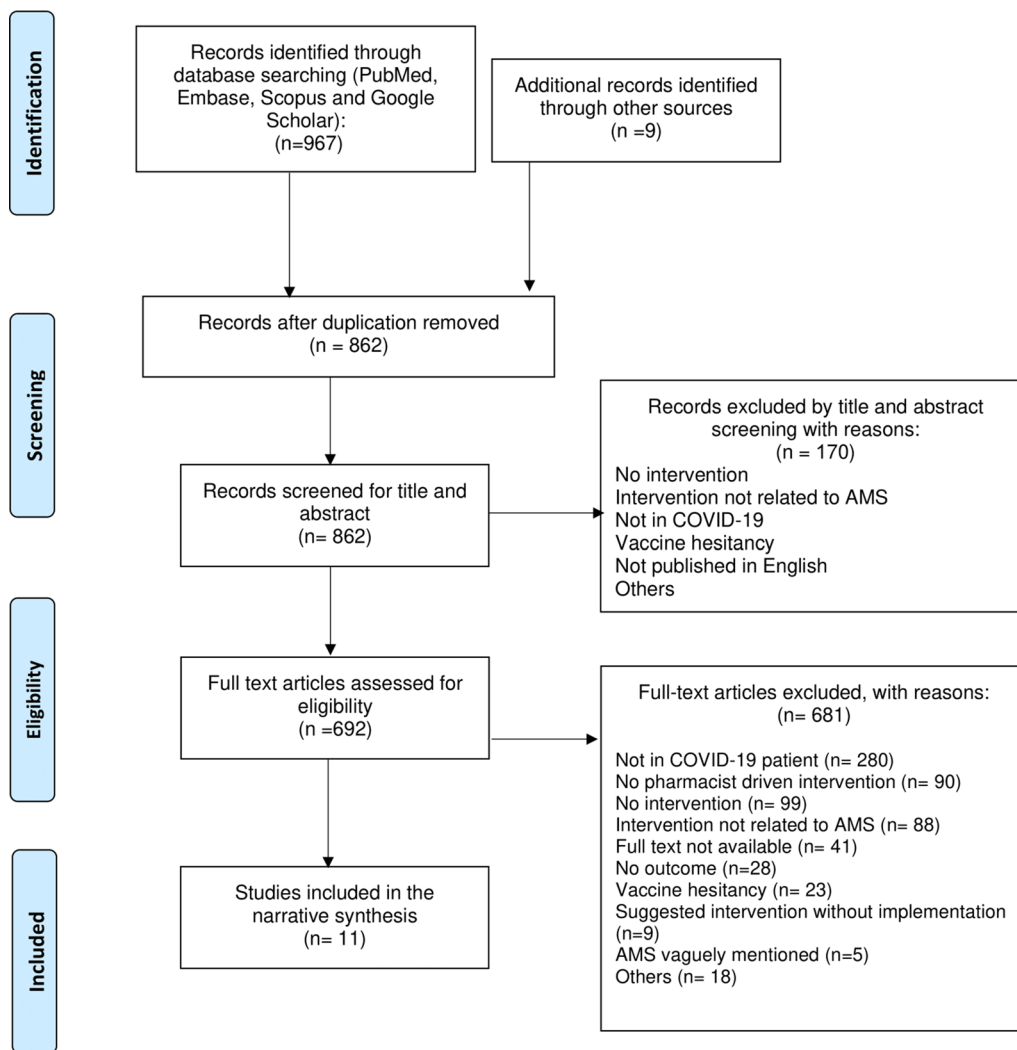 Identification
Records identified through
database searching (PubMed,
Embase, Scopus and Google
Scholar):
(n=967)
Additional records identified
through other sources
(n =9)
Screening
Records after duplication removed
(n = 862)
Records screened for title and
abstract
(n= 862)
Records excluded by title and abstract
screening with reasons:
(n = 170)
No intervention
Intervention not related to AMS
Not in COVID-19
Vaccine hesitancy
Not published in English
Others
Eligibility
Full text articles assessed for
eligibility
(n =692)
Full-text articles excluded, with reasons:
(n= 681)
Not in COVID-19 patient (n= 280)
No pharmacist driven intervention (n= 90)
No intervention (n= 99)
Intervention not related to AMS (n= 88)
Full text not available (n= 41)
No outcome (n=28)
Vaccine hesitancy (n= 23)
Suggested intervention without implementation
(n=9)
AMS vaguely mentioned (n=5)
Others (n= 18)
Included
Studies included in the
narrative synthesis
(n= 11)